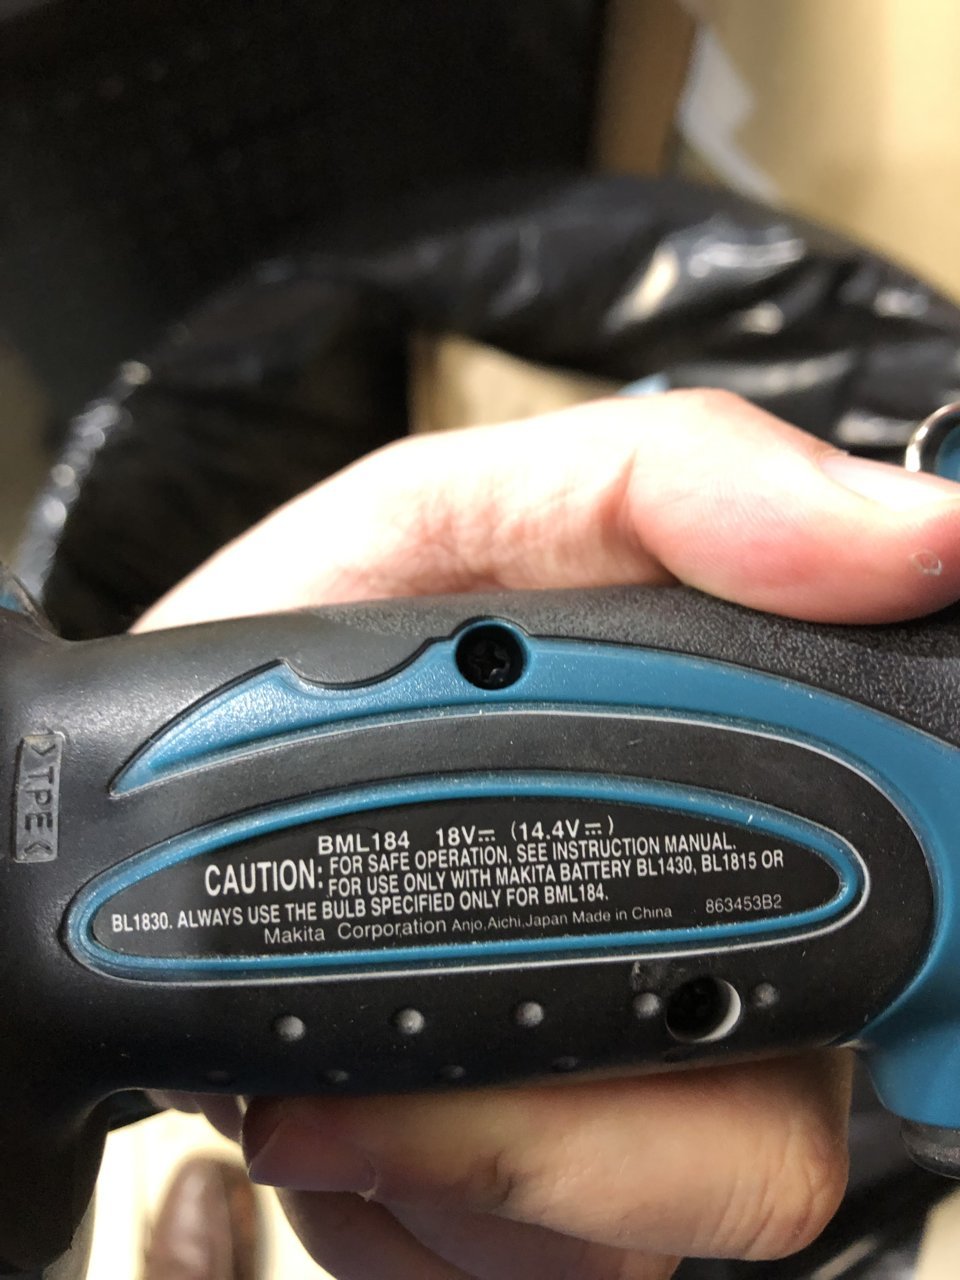 >TPE<
BML184 18V⎓ (14.4V⎓)
CAUTION: FOR SAFE OPERATION, SEE INSTRUCTION MANUAL.
FOR USE ONLY WITH MAKITA BATTERY BL1430, BL1815 OR
BL1830. ALWAYS USE THE BULB SPECIFIED ONLY FOR BML184.
Makita Corporation Anjo,Aichi,Japan Made in China 863453B2